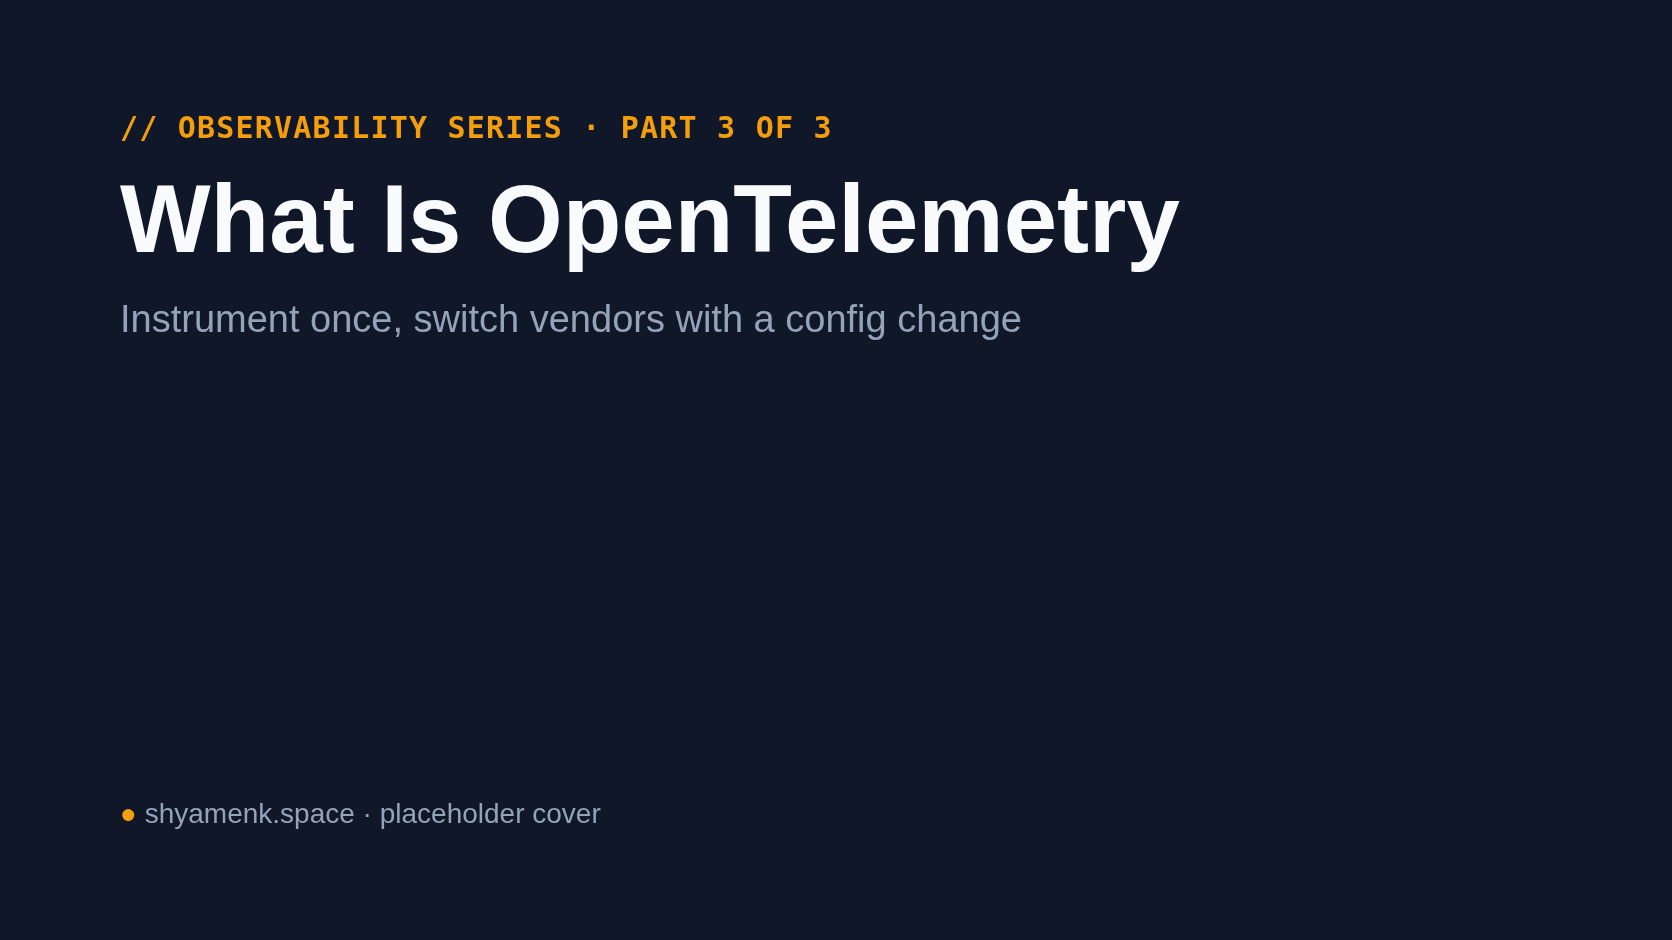 // OBSERVABILITY SERIES · PART 3 OF 3
What Is OpenTelemetry
Instrument once, switch vendors with a config change
● shyamenk.space · placeholder cover